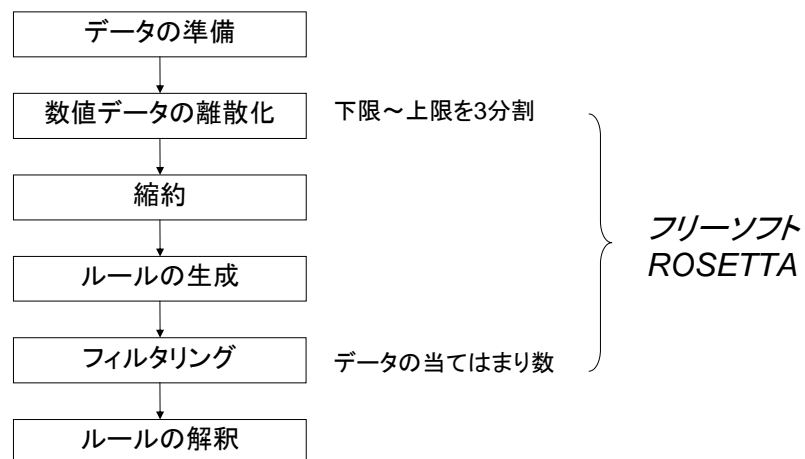 データの準備
数値データの離散化
下限～上限を3分割
縮約
ルールの生成
フィルタリング
データの当てはまり数
ルールの解釈
フリーソフト
ROSETTA